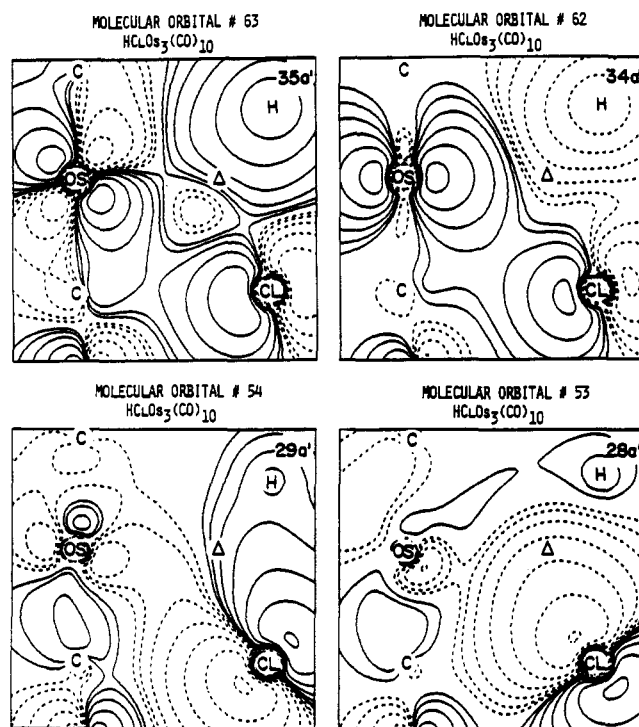 MOLECULAR ORBITAL # 63
HCLOS₃(CO)₁₀
C
35a'
H
OS
Δ
C
CL
MOLECULAR ORBITAL # 62
HCLOS₃(CO)₁₀
C
34a'
H
OS
Δ
C
CL
MOLECULAR ORBITAL # 54
HCLOS₃(CO)₁₀
C
29a'
H
OS
Δ
C
CL
MOLECULAR ORBITAL # 53
HCLOS₃(CO)₁₀
C
28a'
H
OS
Δ
C
CL